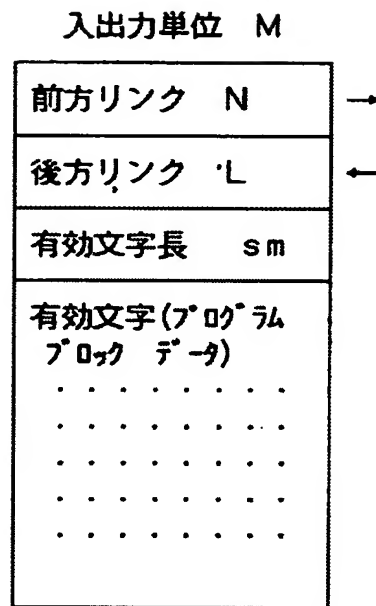 入出力単位 M
前方リンク N
後方リンク L
有効文字長 sm
有効文字(プログラム
ブロック データ)